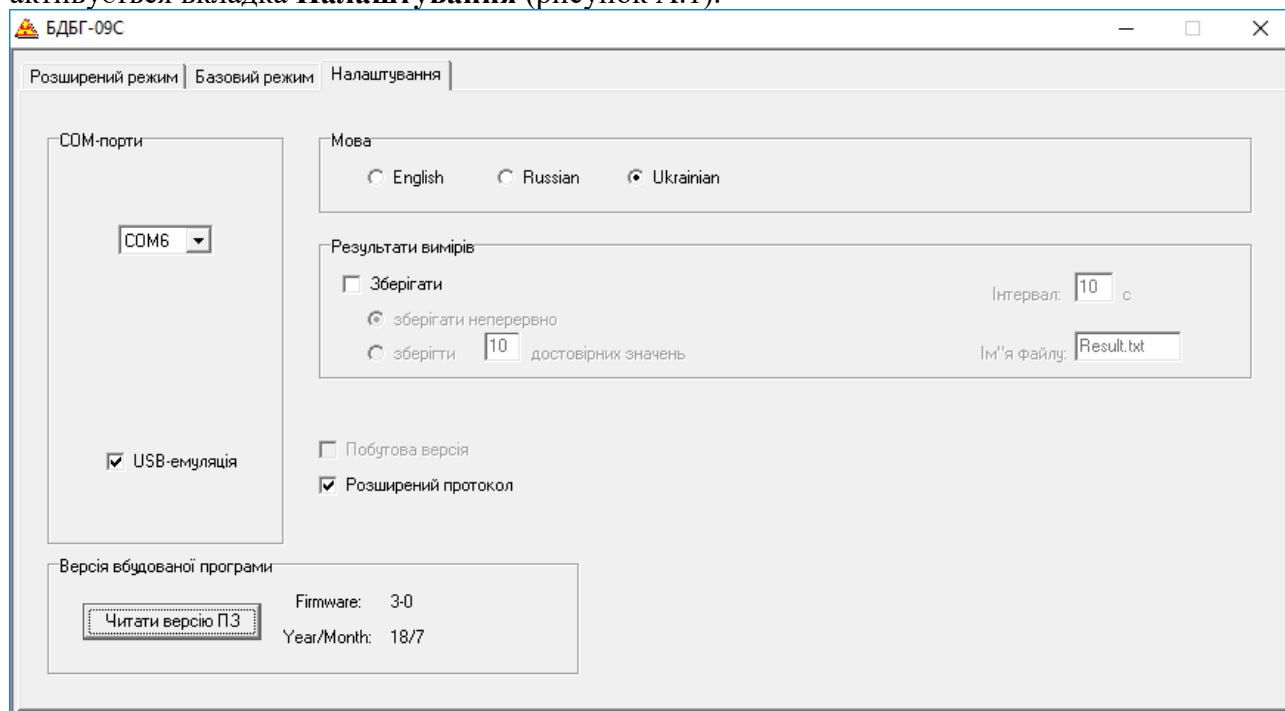 активується вкладка Налаштування (рисунок А.1).
БДБГ-09С
Розширений режим Базовий режим Налаштування
COM-порти
COM6
USB-емуляція
Мова
English Russian Ukrainian
Результати вимірів
Зберігати
зберігати неперервно
зберігти 10 достовірних значень
Інтервал: 10 с
Ім''я файлу: Result.txt
Побутова версія
Розширений протокол
Версія вбудованої програми
Читати версію ПЗ
Firmware: 3-0
Year/Month: 18/7